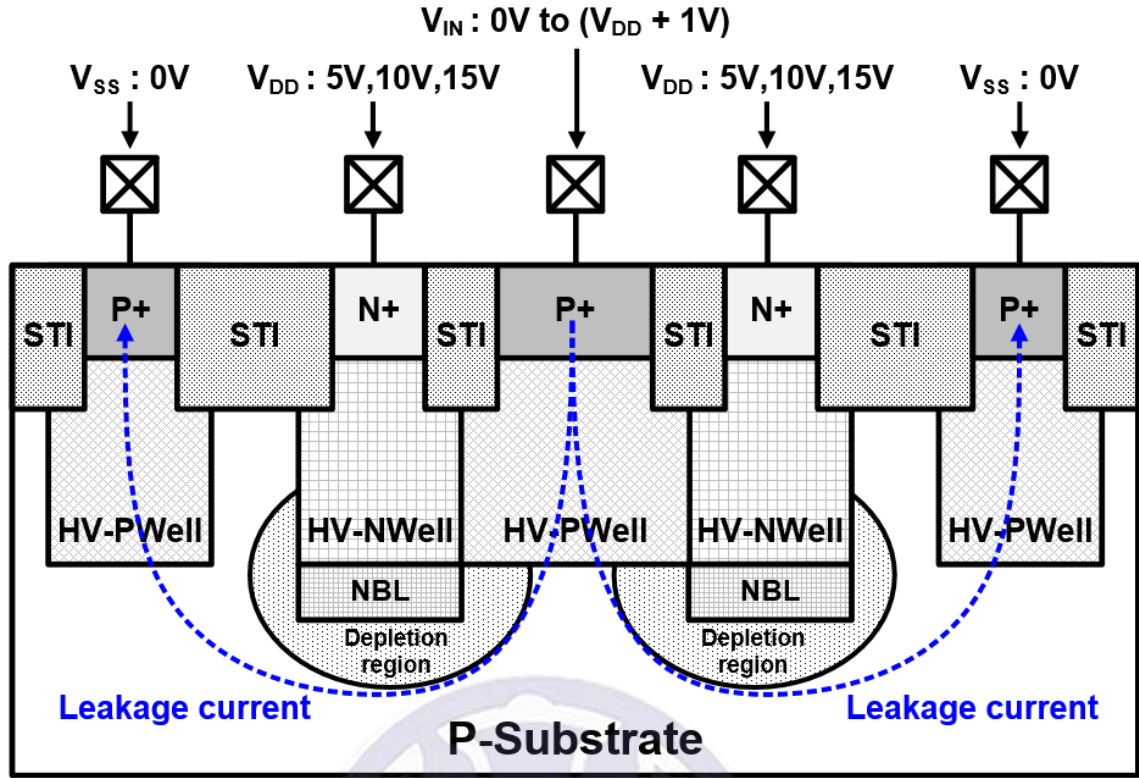 V_IN : 0V to (V_DD + 1V)
V_SS : 0V
V_DD : 5V,10V,15V
V_DD : 5V,10V,15V
V_SS : 0V
STI
P+
STI
N+
STI
P+
STI
N+
STI
P+
STI
HV-PWell
HV-NWell
HV-PWell
HV-NWell
HV-PWell
NBL
NBL
Depletion
region
Depletion
region
Leakage current
Leakage current
P-Substrate